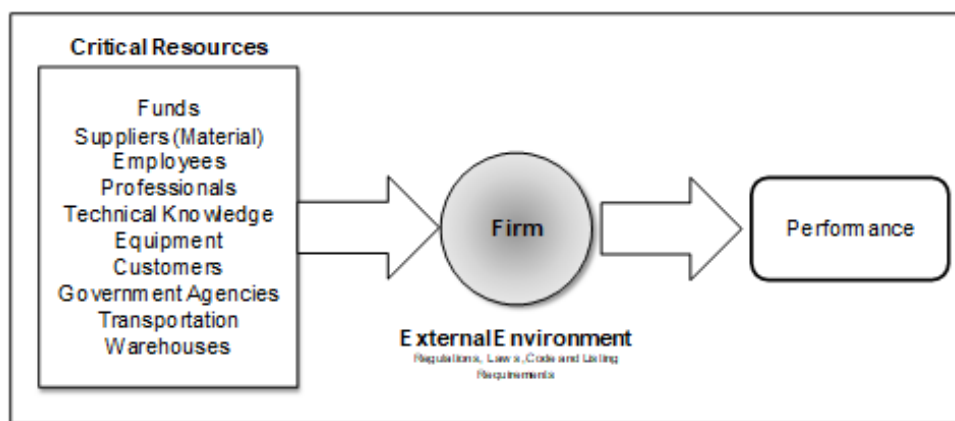 Critical Resources
Funds
Suppliers (Material)
Employees
Professionals
Technical Knowledge
Equipment
Customers
Government Agencies
Transportation
Warehouses
Firm
Performance
External Environment
Regulations, Laws, Code and Listing
Requirements